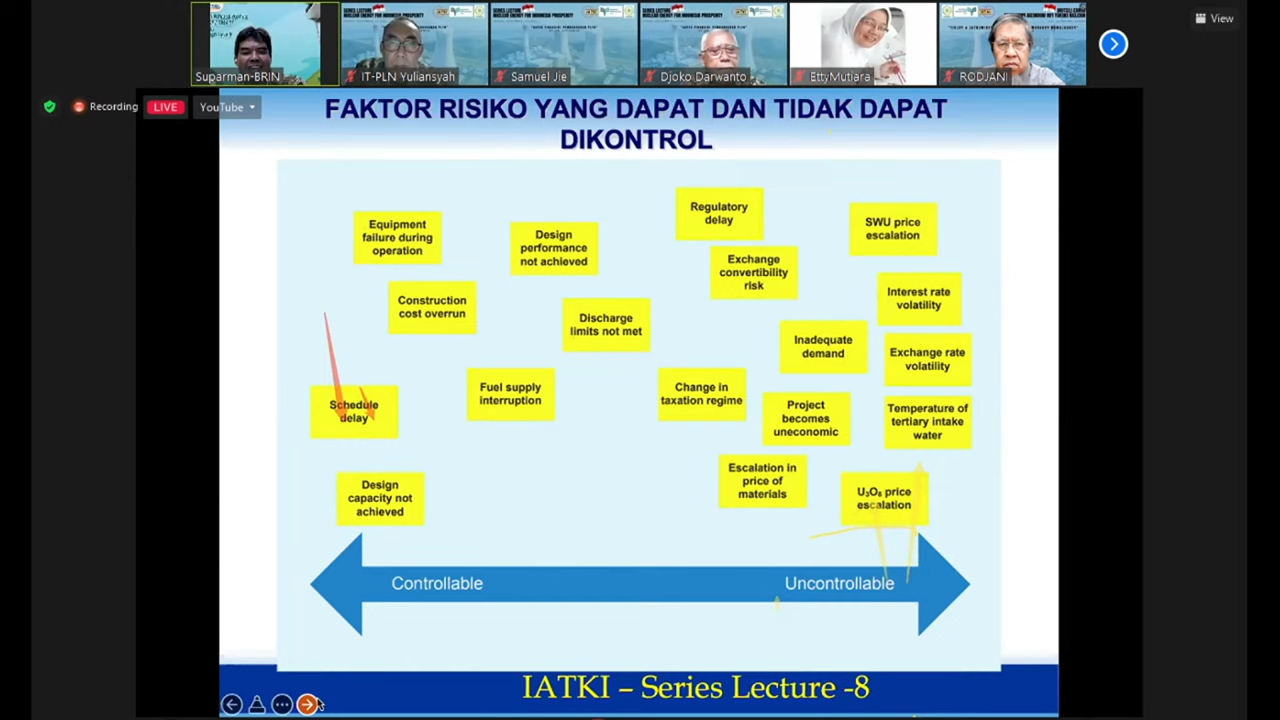 View
Suparman-BRIN
IT-PLN Yuliansyah
Samuel Jie
Djoko Darwanto
EttyMutiara
RODJANI
Recording
LIVE
YouTube
FAKTOR RISIKO YANG DAPAT DAN TIDAK DAPAT
DIKONTROL
Equipment
failure during
operation
Design
performance
not achieved
Regulatory
delay
SWU price
escalation
Exchange
convertibility
risk
Construction
cost overrun
Interest rate
volatility
Discharge
limits not met
Inadequate
demand
Exchange rate
volatility
Schedule
delay
Fuel supply
interruption
Change in
taxation regime
Project
becomes
uneconomic
Temperature of
tertiary intake
water
Design
capacity not
achieved
Escalation in
price of
materials
U₃O₈ price
escalation
Controllable
Uncontrollable
IATKI – Series Lecture -8